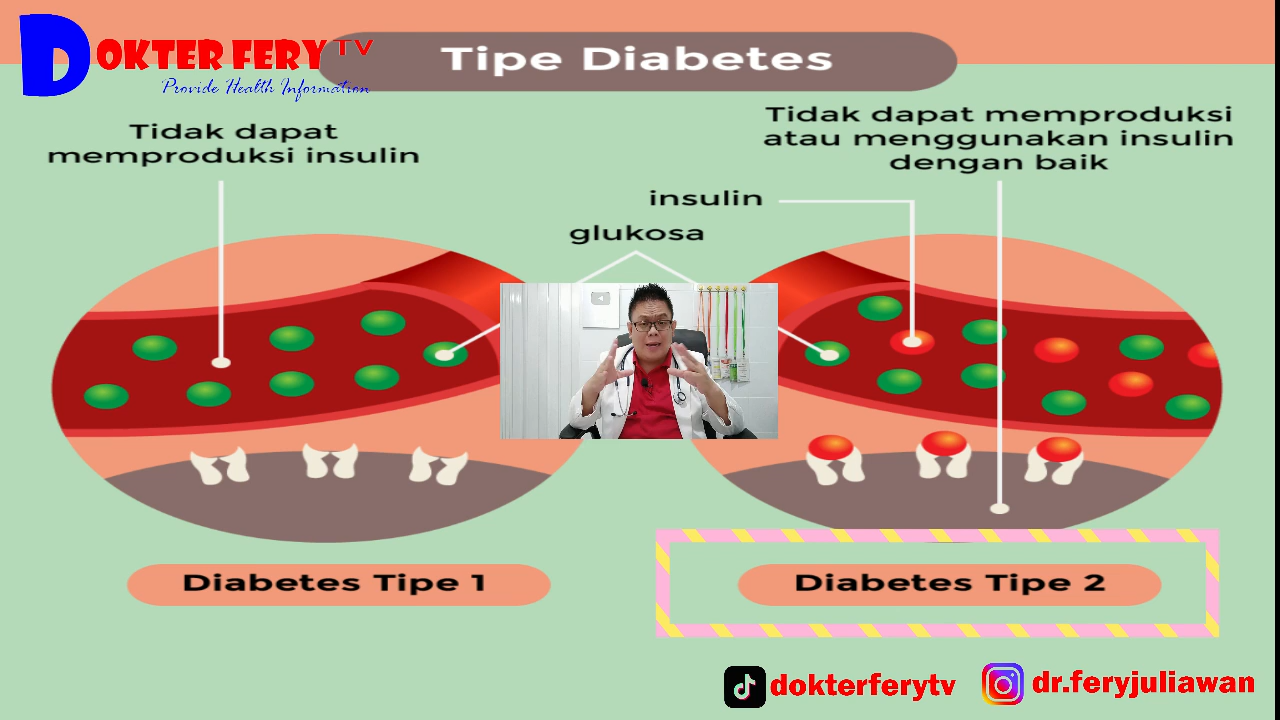 DOKTER FERY TV
Provide Health Information
Tipe Diabetes
Tidak dapat
memproduksi insulin
Tidak dapat memproduksi
atau menggunakan insulin
dengan baik
insulin
glukosa
Diabetes Tipe 1
Diabetes Tipe 2
dokterferytv
dr.feryjuliawan